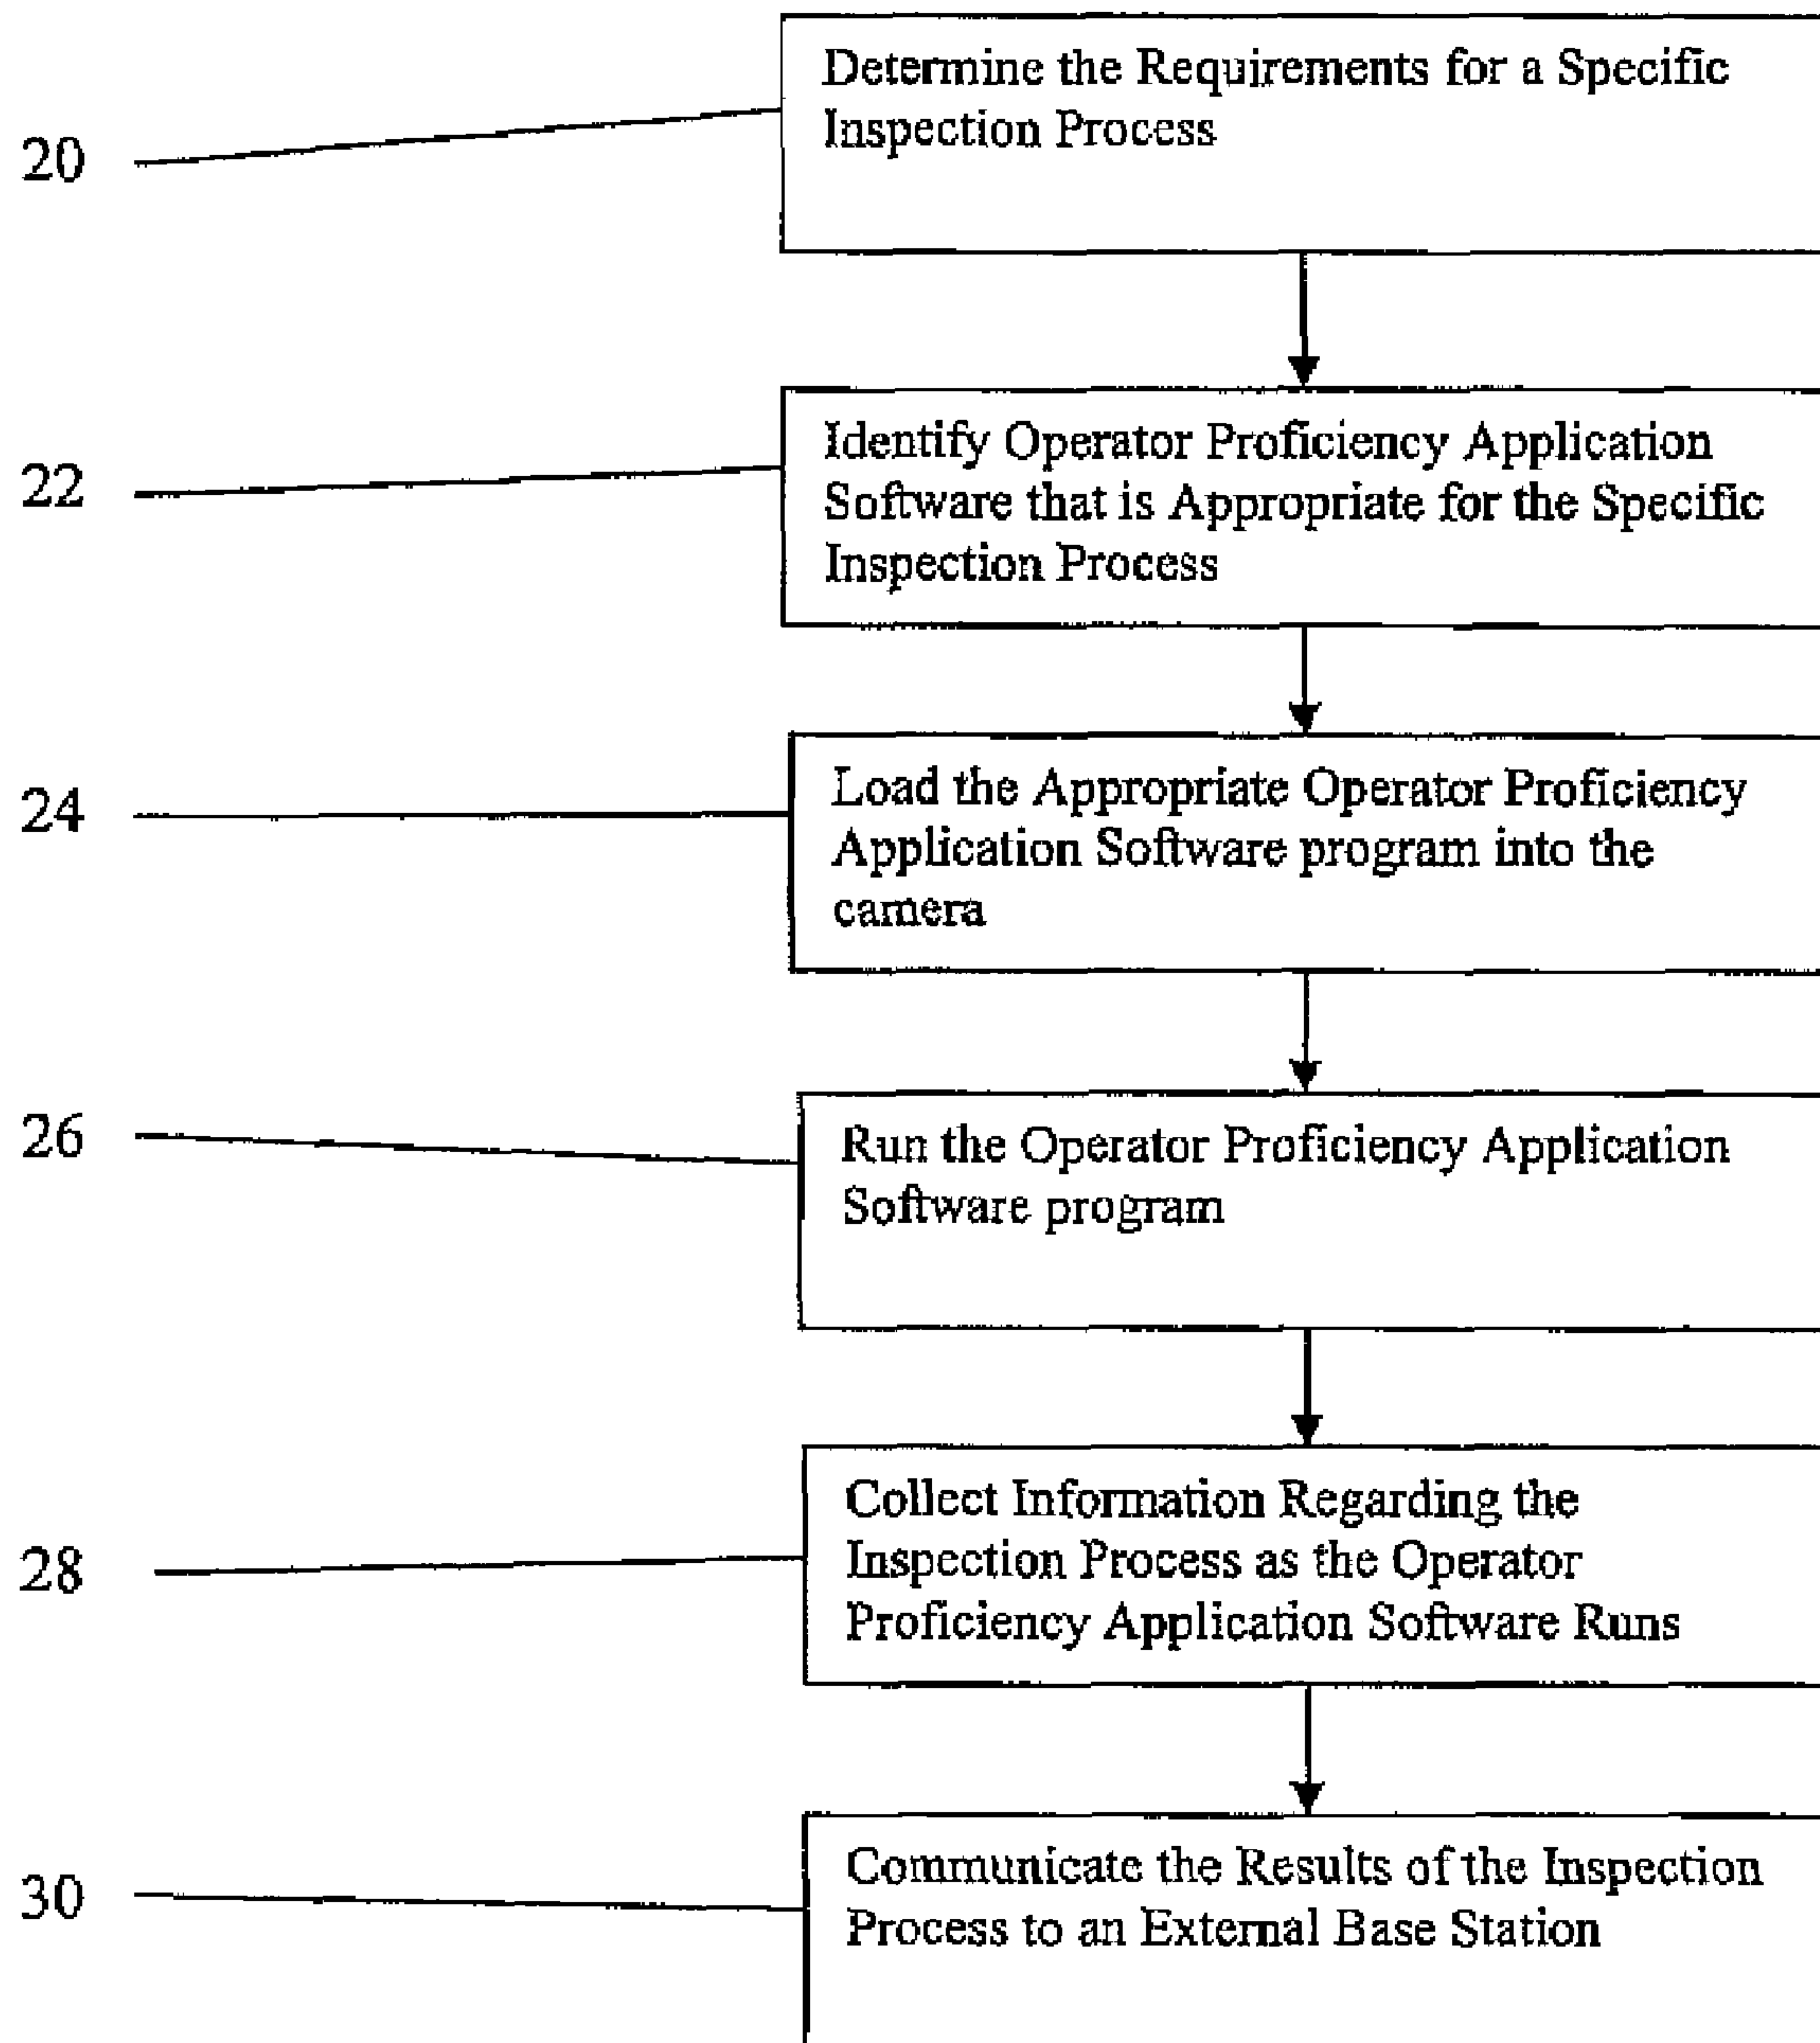 20
Determine the Requirements for a Specific
Inspection Process
22
Identify Operator Proficiency Application
Software that is Appropriate for the Specific
Inspection Process
24
Load the Appropriate Operator Proficiency
Application Software program into the
camera
26
Run the Operator Proficiency Application
Software program
28
Collect Information Regarding the
Inspection Process as the Operator
Proficiency Application Software Runs
30
Communicate the Results of the Inspection
Process to an External Base Station